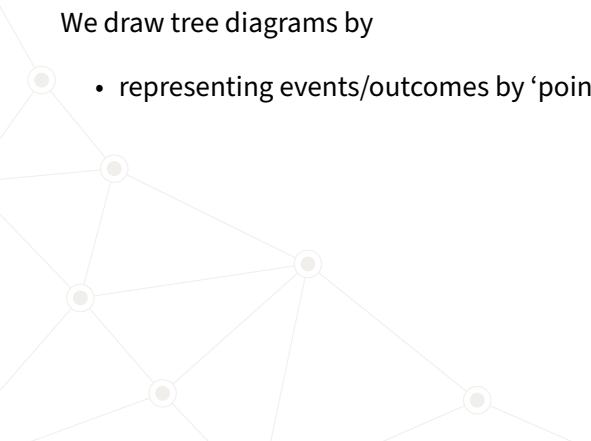 We draw tree diagrams by
• representing events/outcomes by ‘poin